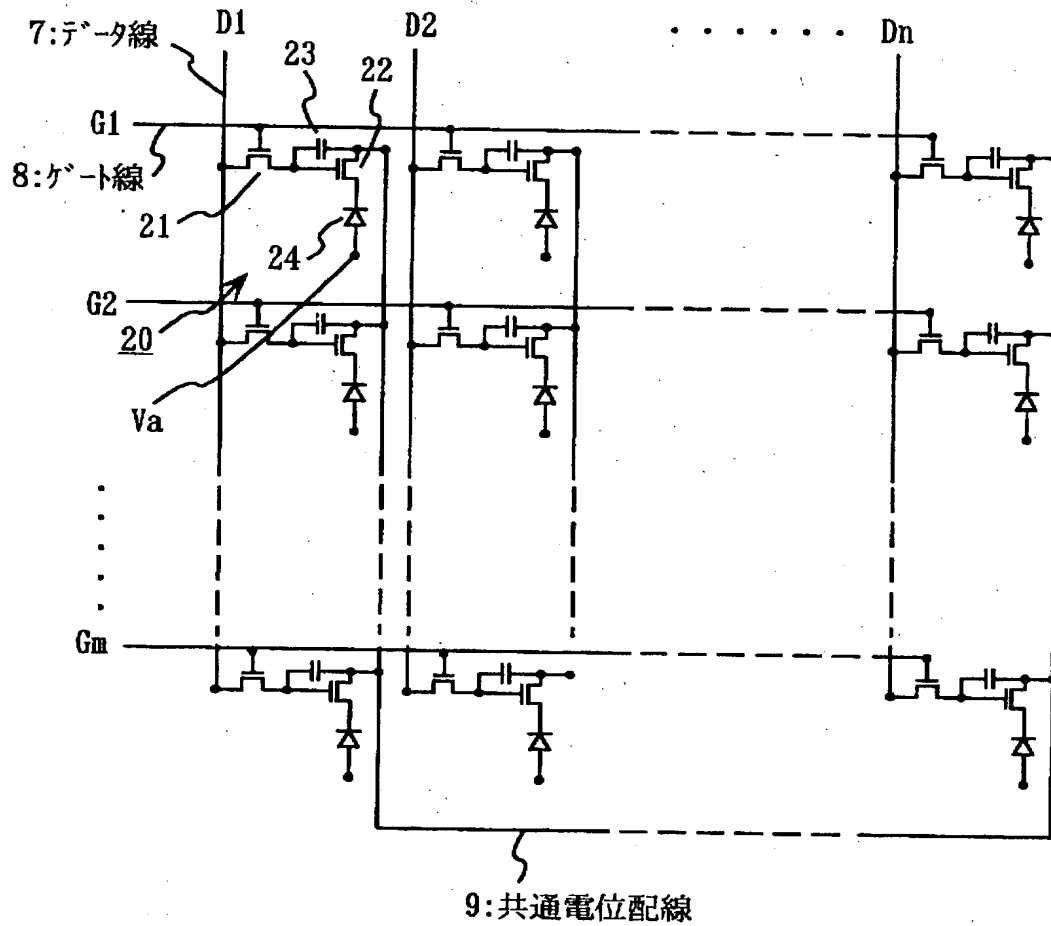 7:データ線
D1
D2
· · · · · ·
Dn
23
22
G1
8:ゲート線
21
24
G2
20
Va
Gm
9:共通電位配線